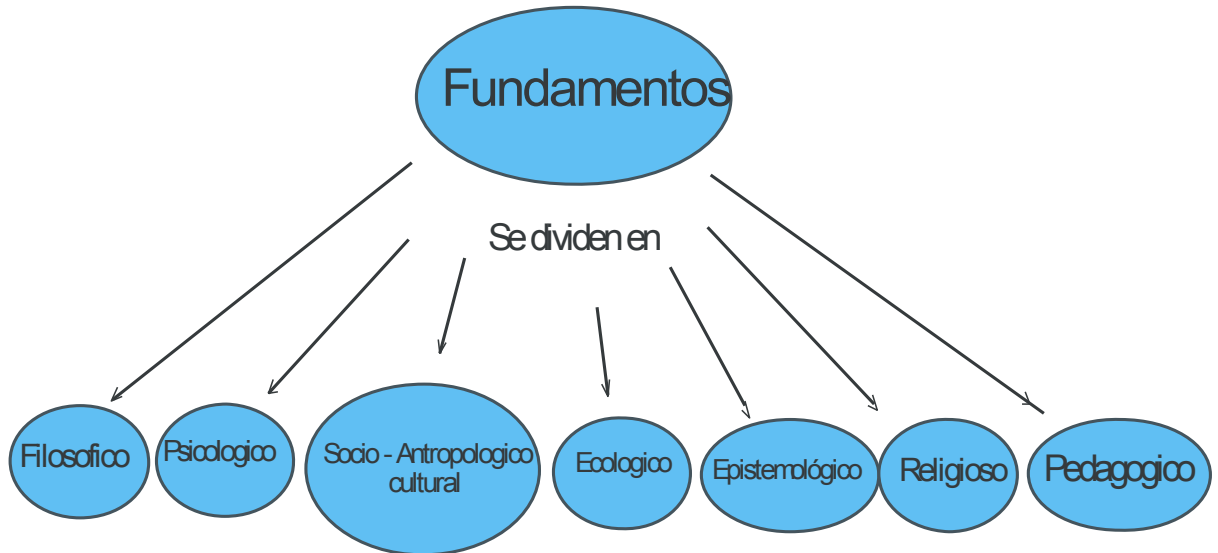 Fundamentos
Se dividen en
Filosofico
Psicologico
Socio - Antropologico
cultural
Ecologico
Epistemológico
Religioso
Pedagogico